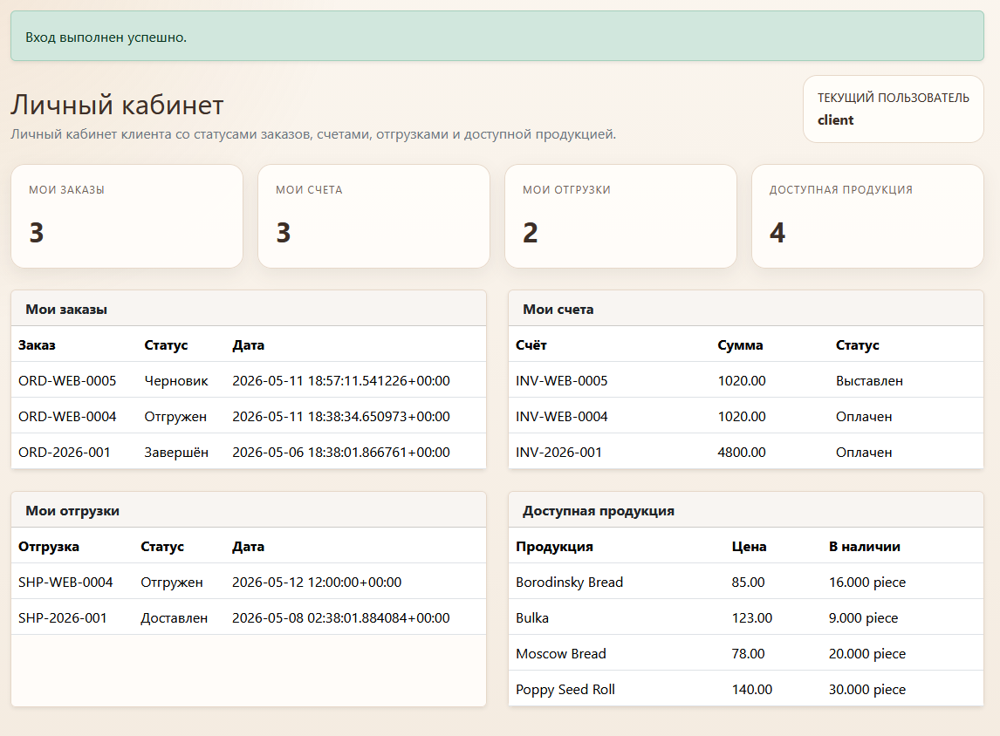 Вход выполнен успешно.
Личный кабинет
Личный кабинет клиента со статусами заказов, счетами, отгрузками и доступной продукцией.
ТЕКУЩИЙ ПОЛЬЗОВАТЕЛЬ
client
МОИ ЗАКАЗЫ
3
МОИ СЧЕТА
3
МОИ ОТГРУЗКИ
2
ДОСТУПНАЯ ПРОДУКЦИЯ
4
Мои заказы
Заказ Статус Дата
ORD-WEB-0005 Черновик 2026-05-11 18:57:11.541226+00:00
ORD-WEB-0004 Отгружен 2026-05-11 18:38:34.650973+00:00
ORD-2026-001 Завершён 2026-05-06 18:38:01.866761+00:00
Мои счета
Счёт Сумма Статус
INV-WEB-0005 1020.00 Выставлен
INV-WEB-0004 1020.00 Оплачен
INV-2026-001 4800.00 Оплачен
Мои отгрузки
Отгрузка Статус Дата
SHP-WEB-0004 Отгружен 2026-05-12 12:00:00+00:00
SHP-2026-001 Доставлен 2026-05-08 02:38:01.884084+00:00
Доступная продукция
Продукция Цена В наличии
Borodinsky Bread 85.00 16.000 piece
Bulka 123.00 9.000 piece
Moscow Bread 78.00 20.000 piece
Poppy Seed Roll 140.00 30.000 piece